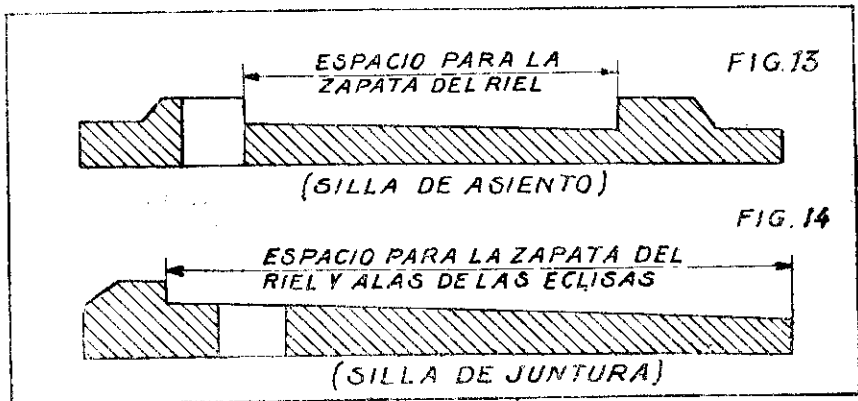 ESPACIO PARA LA
ZAPATA DEL RIEL
FIG. 13
(SILLA DE ASIENTO)
FIG. 14
ESPACIO PARA LA ZAPATA DEL
RIEL Y ALAS DE LAS ECLISAS
(SILLA DE JUNTURA)